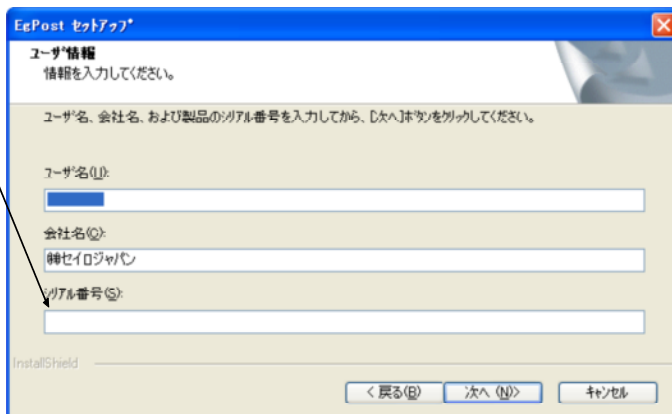 EgPost セットアップ
ユーザ情報
情報を入力してください。
ユーザ名、会社名、および製品のシリアル番号を入力してから、[次へ]ボタンをクリックしてください。
ユーザ名(U):
会社名(C):
㈱セイロジャパン
シリアル番号(S):
InstallShield
< 戻る(B)
次へ (N)>
キャンセル